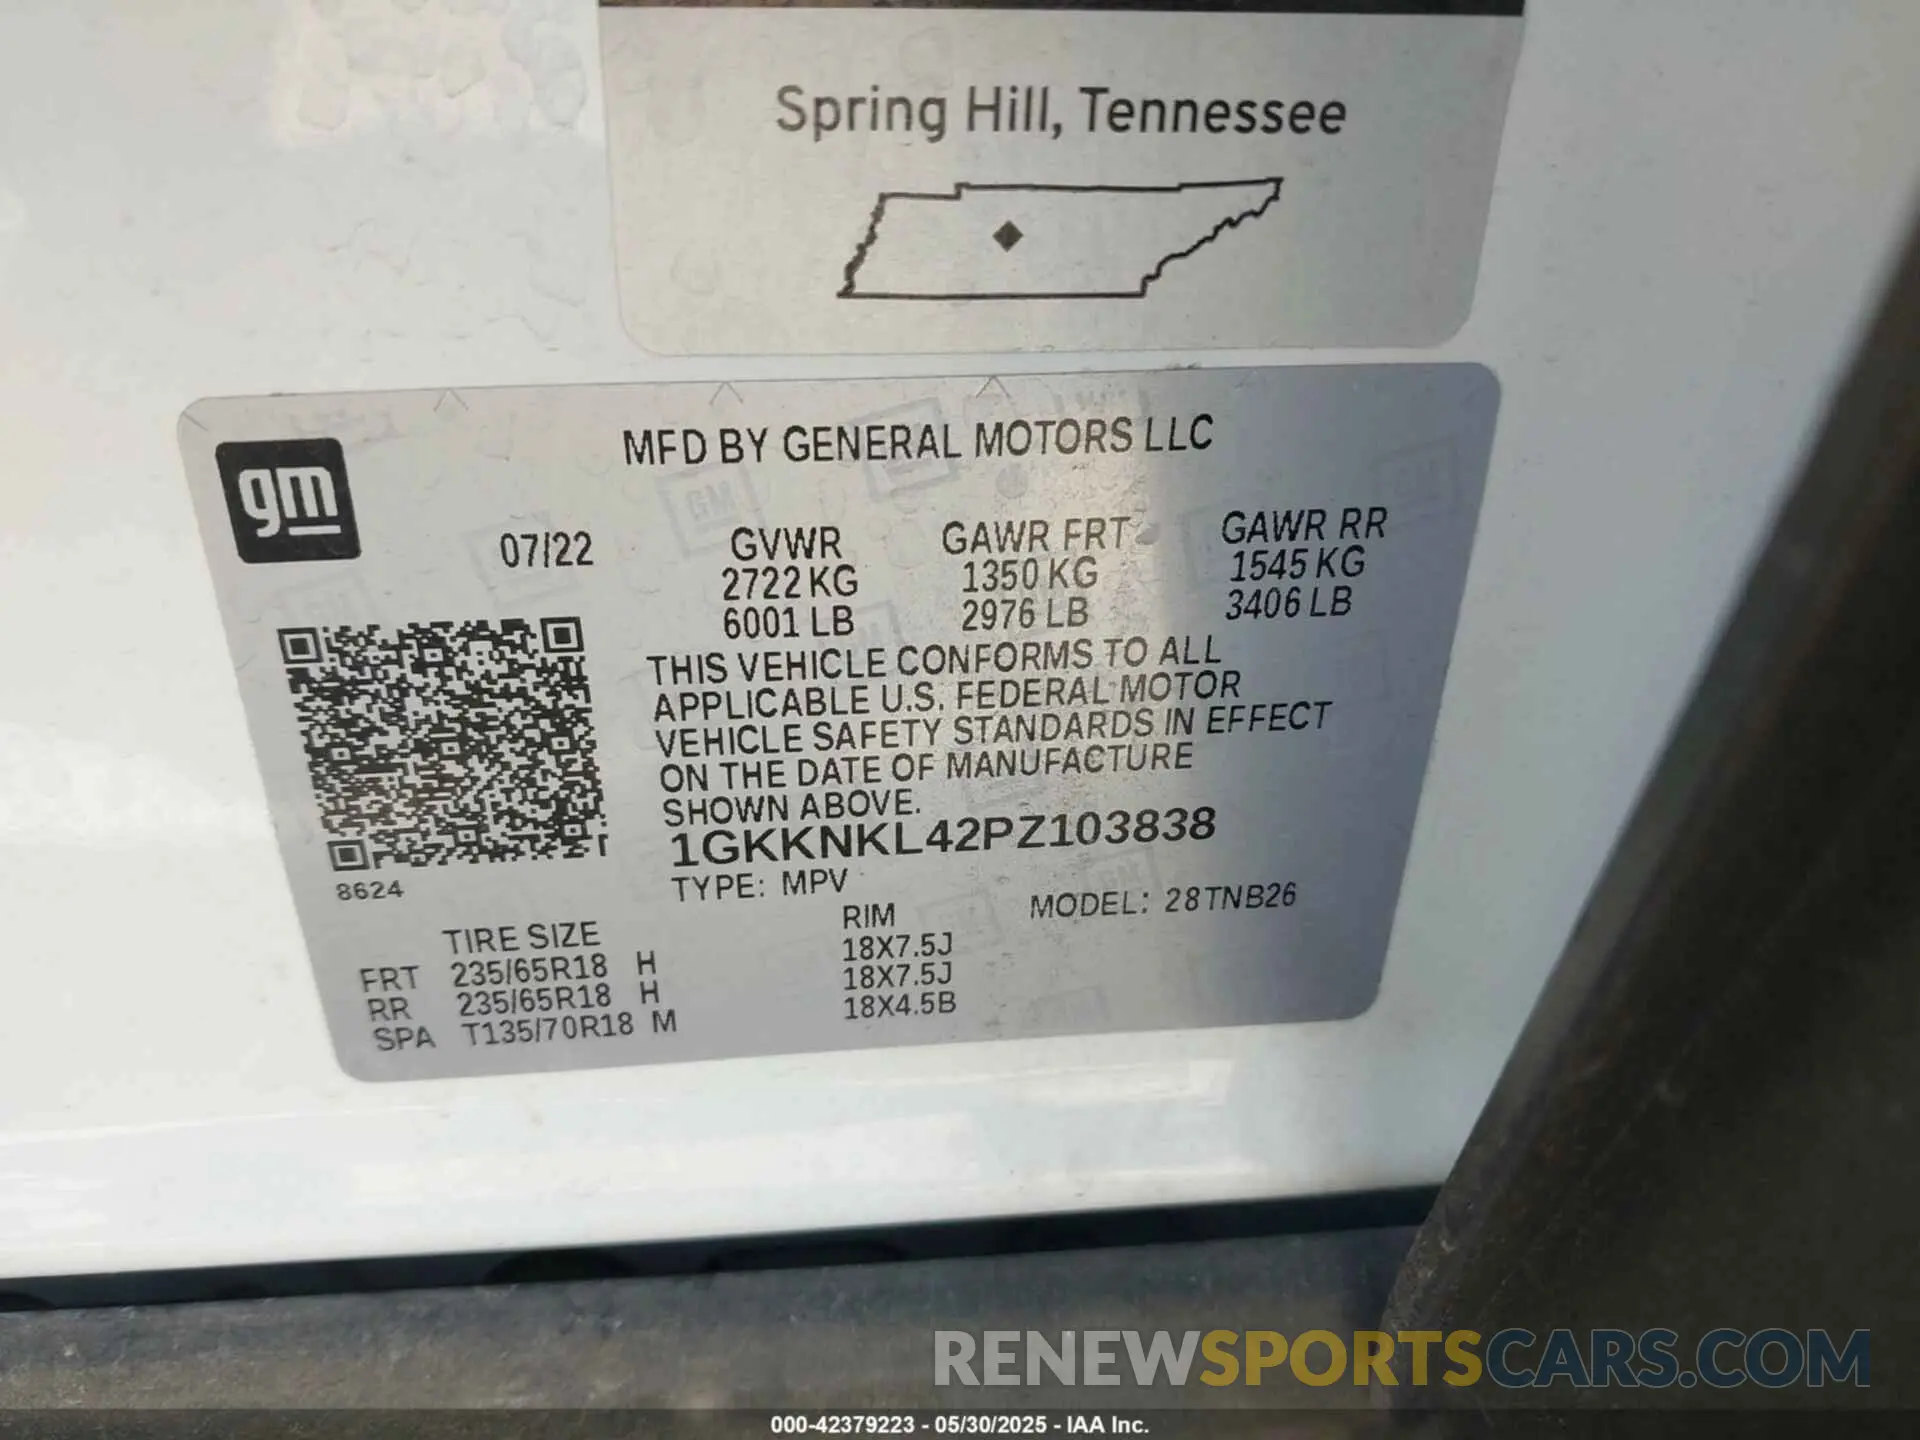 Spring Hill, Tennessee
MFD BY GENERAL MOTORS LLC
gm
07/22 GVWR GAWR FRT GAWR RR
2722 KG 1350 KG 1545 KG
6001 LB 2976 LB 3406 LB
THIS VEHICLE CONFORMS TO ALL
APPLICABLE U.S. FEDERAL MOTOR
VEHICLE SAFETY STANDARDS IN EFFECT
ON THE DATE OF MANUFACTURE
SHOWN ABOVE.
1GKKNKL42PZ103838
8624
TYPE: MPV
MODEL: 28TNB26
TIRE SIZE RIM
FRT 235/65R18 H 18X7.5J
RR 235/65R18 H 18X7.5J
SPA T135/70R18 M 18X4.5B
RENEWSPORTSCARS.COM
000-42379223 - 05/30/2025 - IAA Inc.